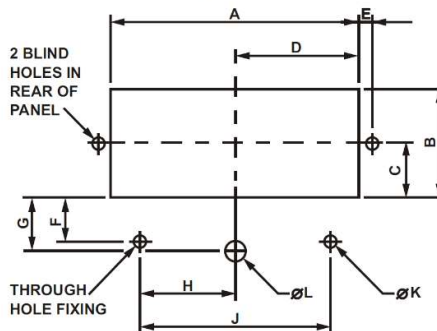 A
E
D
2 BLIND
HOLES IN
REAR OF
PANEL
B
C
G
F
THROUGH
HOLE FIXING
H
J
øL
øK